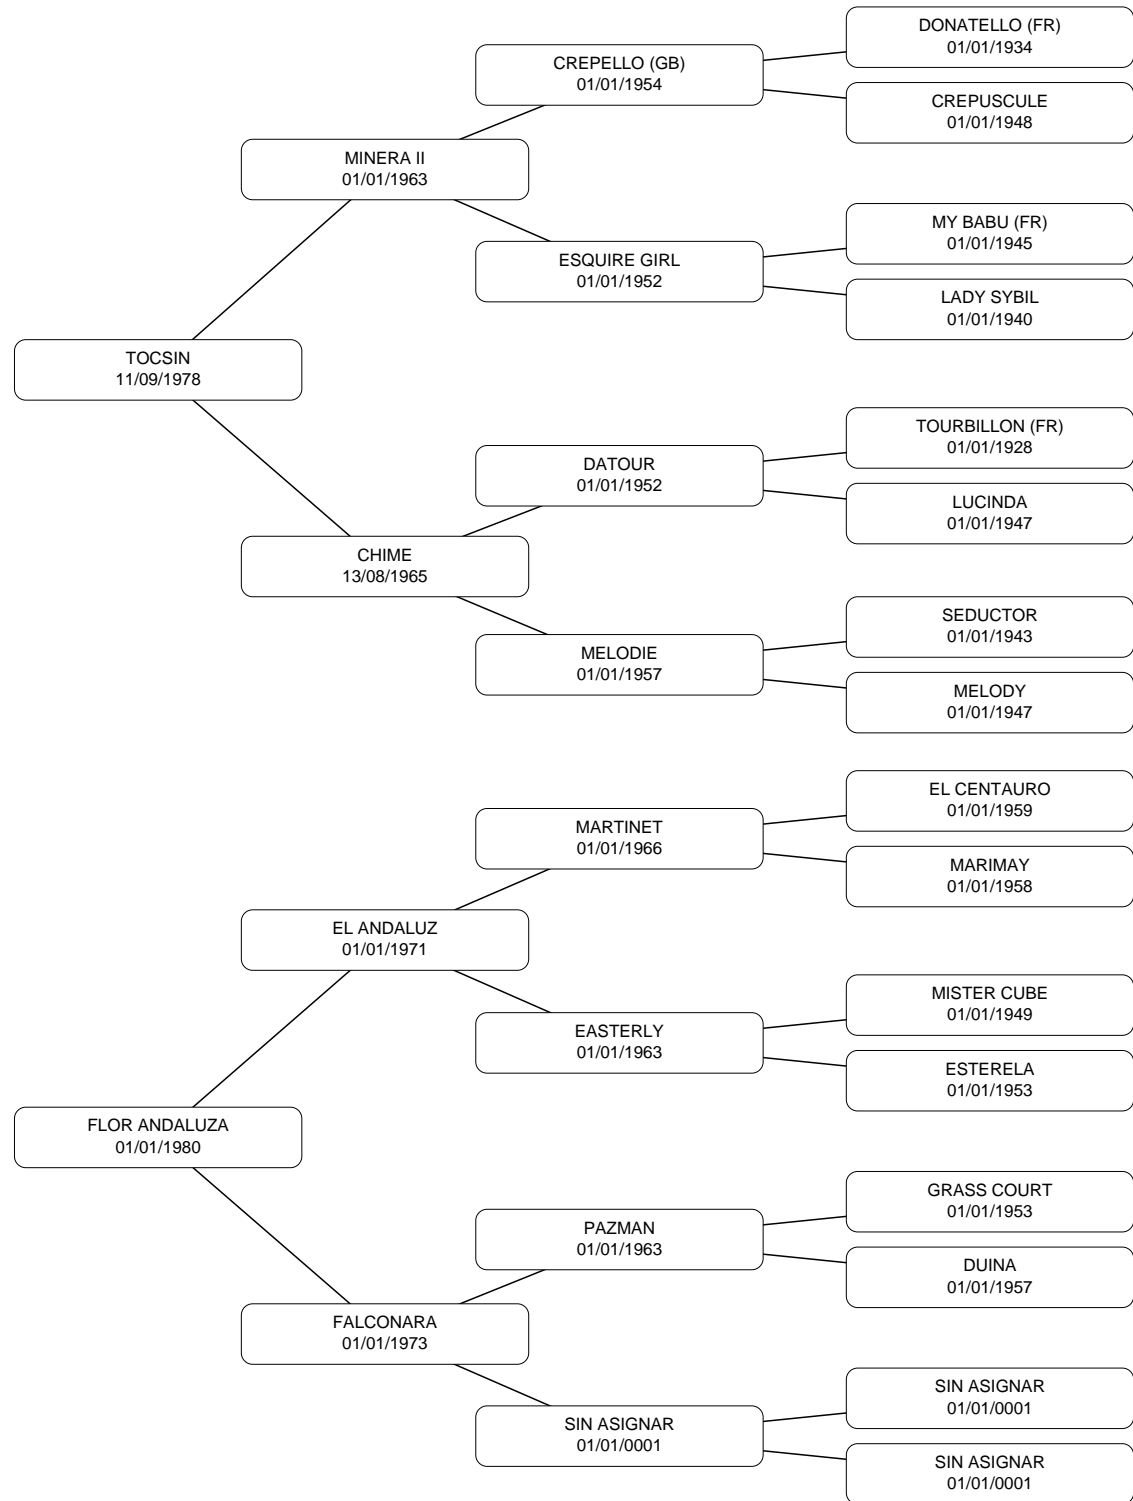 DONATELLO (FR)
01/01/1934
CREPELLO (GB)
01/01/1954
CREPUSCULE
01/01/1948
MINERA II
01/01/1963
MY BABU (FR)
01/01/1945
ESQUIRE GIRL
01/01/1952
LADY SYBIL
01/01/1940
TOCSIN
11/09/1978
TOURBILLON (FR)
01/01/1928
DATOUR
01/01/1952
LUCINDA
01/01/1947
CHIME
13/08/1965
SEDUCTOR
01/01/1943
MELODIE
01/01/1957
MELODY
01/01/1947
EL CENTAURO
01/01/1959
MARTINET
01/01/1966
MARIMAY
01/01/1958
EL ANDALUZ
01/01/1971
MISTER CUBE
01/01/1949
EASTERLY
01/01/1963
ESTERELA
01/01/1953
FLOR ANDALUZA
01/01/1980
GRASS COURT
01/01/1953
PAZMAN
01/01/1963
DUINA
01/01/1957
FALCONARA
01/01/1973
SIN ASIGNAR
01/01/0001
SIN ASIGNAR
01/01/0001
SIN ASIGNAR
01/01/0001